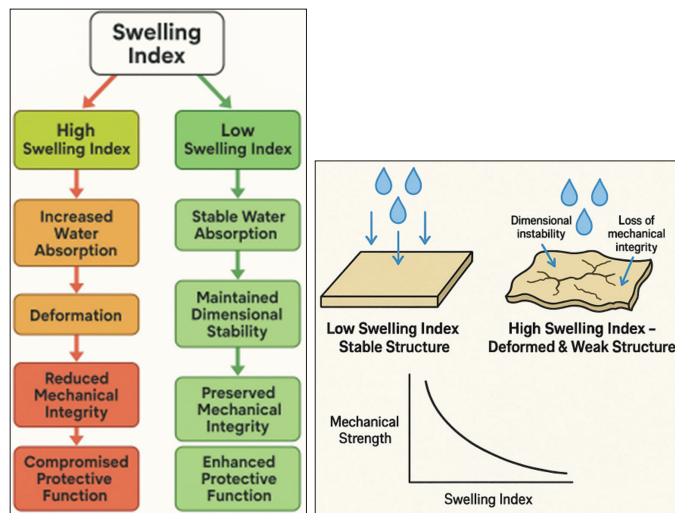 Swelling
Index
High
Swelling Index
Low
Swelling Index
Increased
Water
Absorption
Stable Water
Absorption
Deformation
Maintained
Dimensional
Stability
Reduced
Mechanical
Integrity
Preserved
Mechanical
Integrity
Compromised
Protective
Function
Enhanced
Protective
Function
Dimensional
instability
Loss of
mechanical
integrity
Low Swelling Index
Stable Structure
High Swelling Index –
Deformed & Weak Structure
Mechanical
Strength
Swelling Index